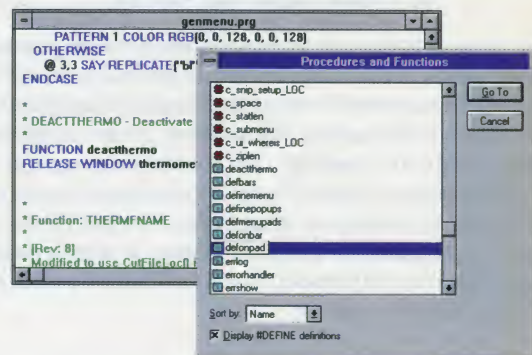 genmenu.prg
PATTERN 1 COLOR RGB(0, 0, 128, 0, 0, 128)
OTHERWISE
@ 3,3 SAY REPLICATE("
ENDCASE
*
* DEACTTHERMO - Deactivate
*
FUNCTION deactthermo
RELEASE WINDOW thermome
*
* Function: THERMFNAME
*
* [Rev: 8]
* Modified to use CutFileLoc()
Procedures and Functions
c_snip_setup_LOC
c_space
c_statlen
c_submenu
c_ui_whereis_LOC
c_ziplen
deactthermo
defbars
definemenu
definepopups
defmenupads
defonbar
defonpad
errlog
errorhandler
errshow
Go To
Cancel
Sort by: Name
Display #DEFINE definitions